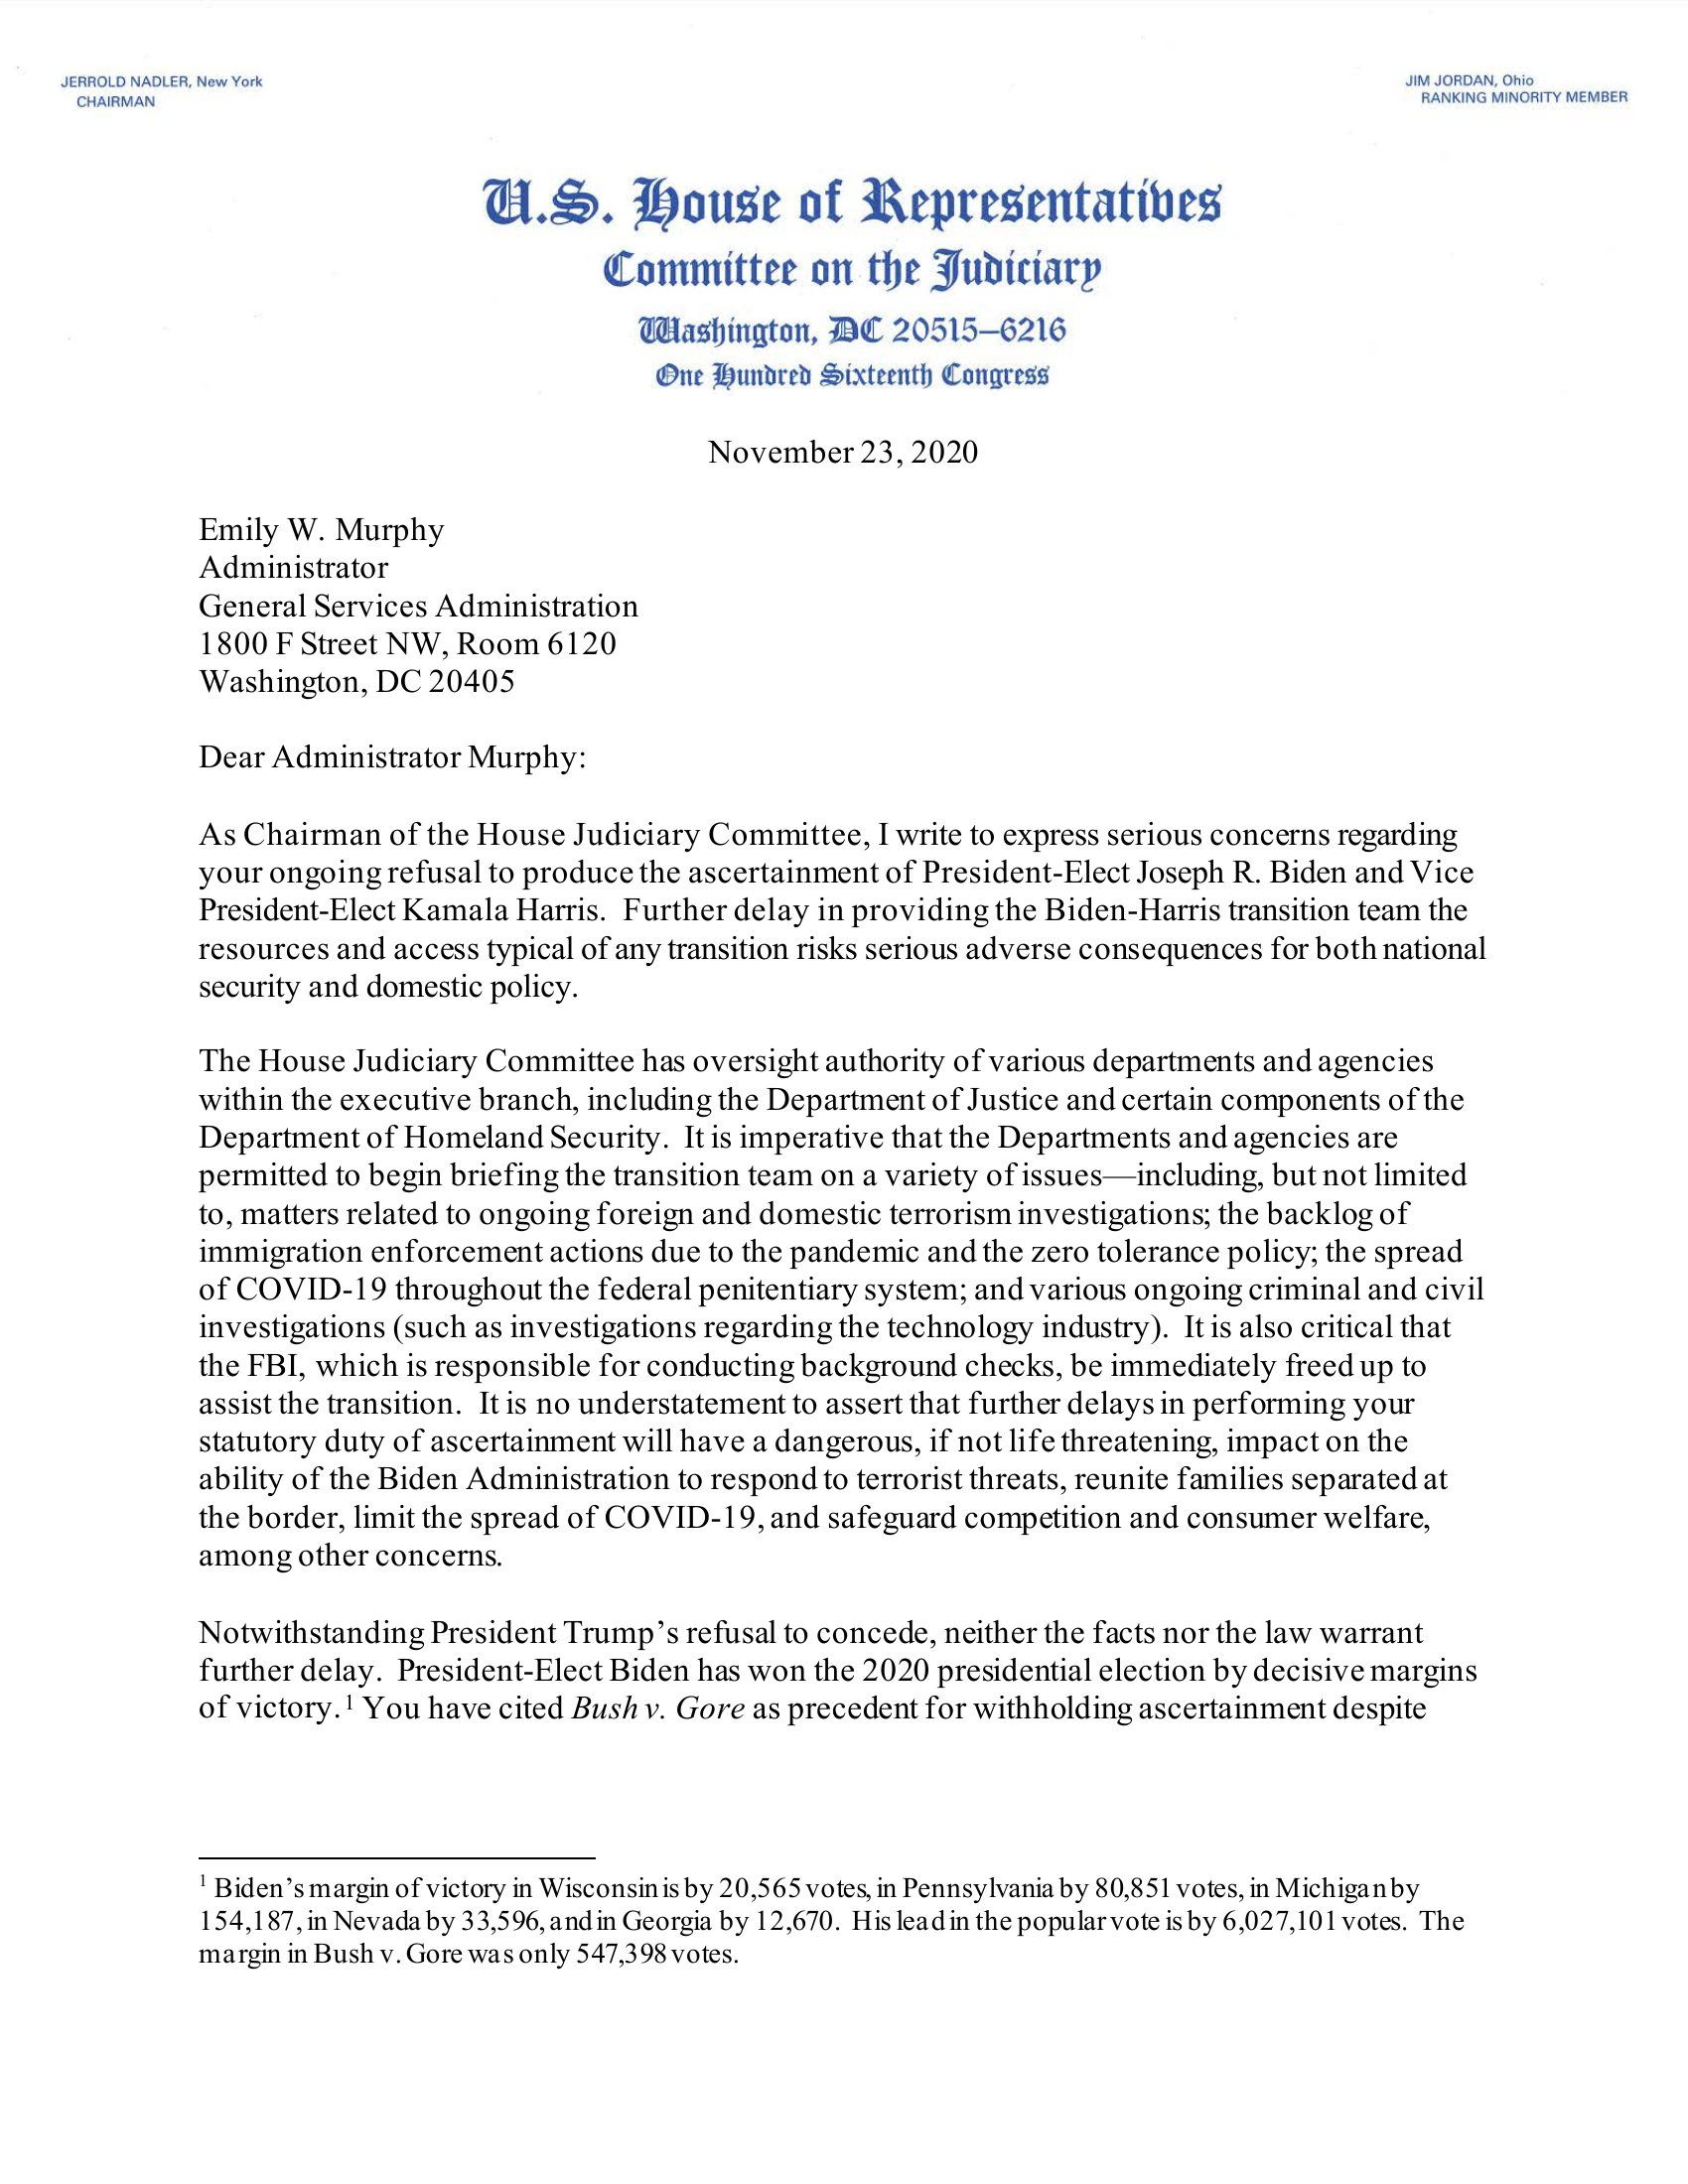 JERROLD NADLER, New York
CHAIRMAN
JIM JORDAN, Ohio
RANKING MINORITY MEMBER
U.S. House of Representatives
Committee on the Judiciary
Washington, DC 20515–6216
One Hundred Sixteenth Congress
November 23, 2020
Emily W. Murphy
Administrator
General Services Administration
1800 F Street NW, Room 6120
Washington, DC 20405
Dear Administrator Murphy:
As Chairman of the House Judiciary Committee, I write to express serious concerns regarding
your ongoing refusal to produce the ascertainment of President-Elect Joseph R. Biden and Vice
President-Elect Kamala Harris. Further delay in providing the Biden-Harris transition team the
resources and access typical of any transition risks serious adverse consequences for both national
security and domestic policy.
The House Judiciary Committee has oversight authority of various departments and agencies
within the executive branch, including the Department of Justice and certain components of the
Department of Homeland Security. It is imperative that the Departments and agencies are
permitted to begin briefing the transition team on a variety of issues—including, but not limited
to, matters related to ongoing foreign and domestic terrorism investigations; the backlog of
immigration enforcement actions due to the pandemic and the zero tolerance policy; the spread
of COVID-19 throughout the federal penitentiary system; and various ongoing criminal and civil
investigations (such as investigations regarding the technology industry). It is also critical that
the FBI, which is responsible for conducting background checks, be immediately freed up to
assist the transition. It is no understatement to assert that further delays in performing your
statutory duty of ascertainment will have a dangerous, if not life threatening, impact on the
ability of the Biden Administration to respond to terrorist threats, reunite families separated at
the border, limit the spread of COVID-19, and safeguard competition and consumer welfare,
among other concerns.
Notwithstanding President Trump’s refusal to concede, neither the facts nor the law warrant
further delay. President-Elect Biden has won the 2020 presidential election by decisive margins
of victory.1 You have cited Bush v. Gore as precedent for withholding ascertainment despite
1 Biden’s margin of victory in Wisconsin is by 20,565 votes, in Pennsylvania by 80,851 votes, in Michigan by
154,187, in Nevada by 33,596, and in Georgia by 12,670. His lead in the popular vote is by 6,027,101 votes. The
margin in Bush v. Gore was only 547,398 votes.